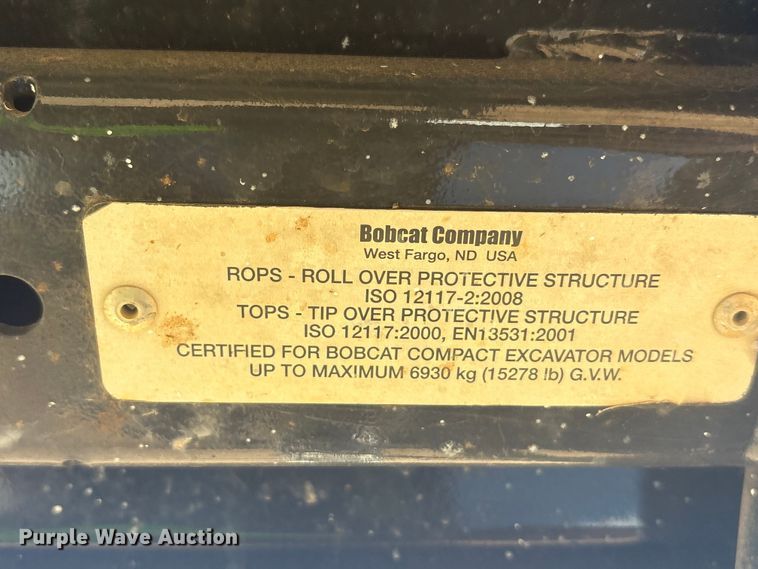 Bobcat Company
West Fargo, ND USA
ROPS - ROLL OVER PROTECTIVE STRUCTURE
ISO 12117-2:2008
TOPS - TIP OVER PROTECTIVE STRUCTURE
ISO 12117:2000, EN13531:2001
CERTIFIED FOR BOBCAT COMPACT EXCAVATOR MODELS
UP TO MAXIMUM 6930 kg (15278 lb) G.V.W.
Purple Wave Auction